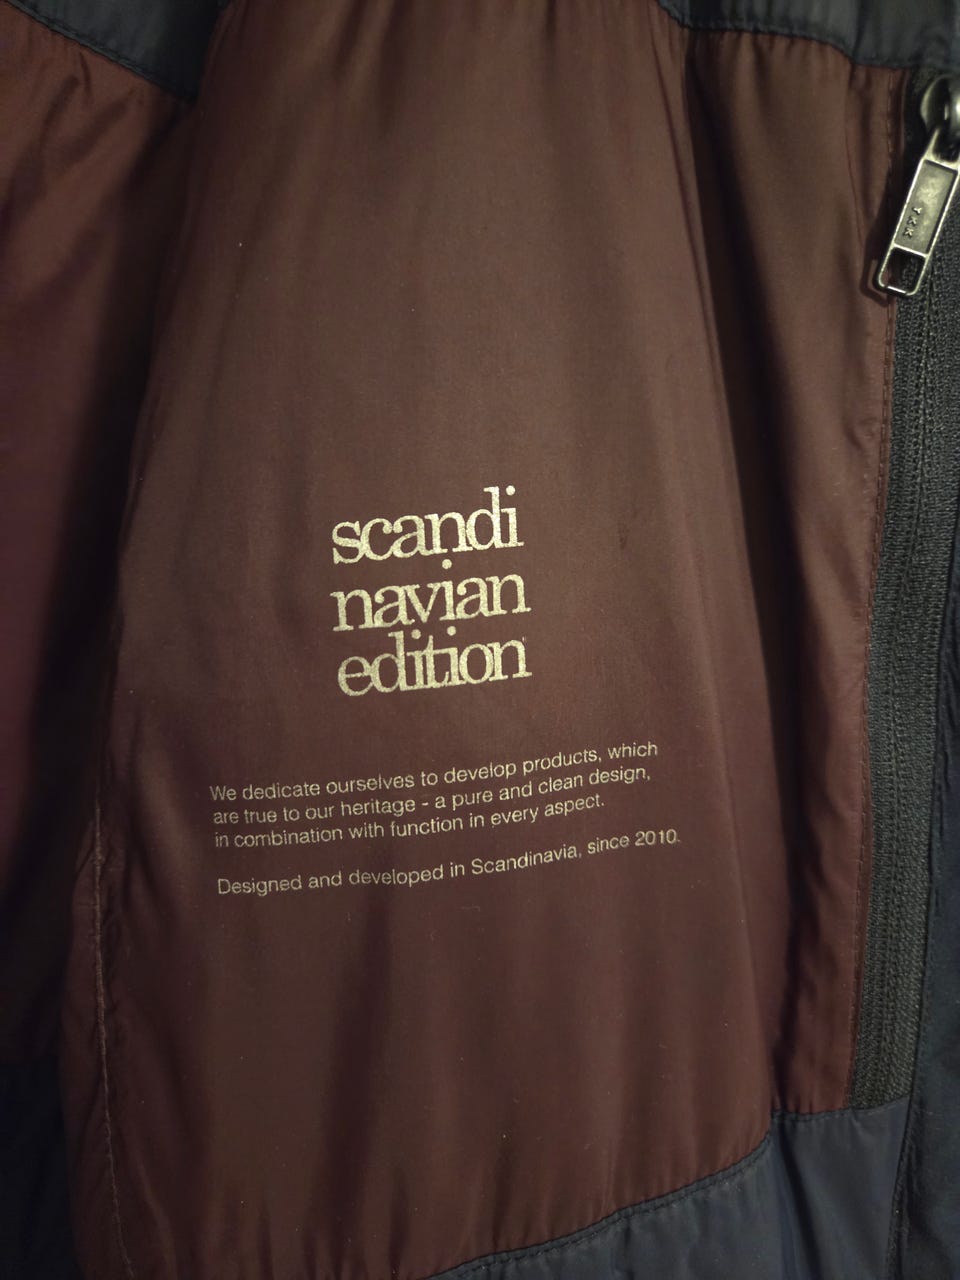 YKK
scandi
navian
edition
We dedicate ourselves to develop products, which
are true to our heritage - a pure and clean design,
in combination with function in every aspect.
Designed and developed in Scandinavia, since 2010.